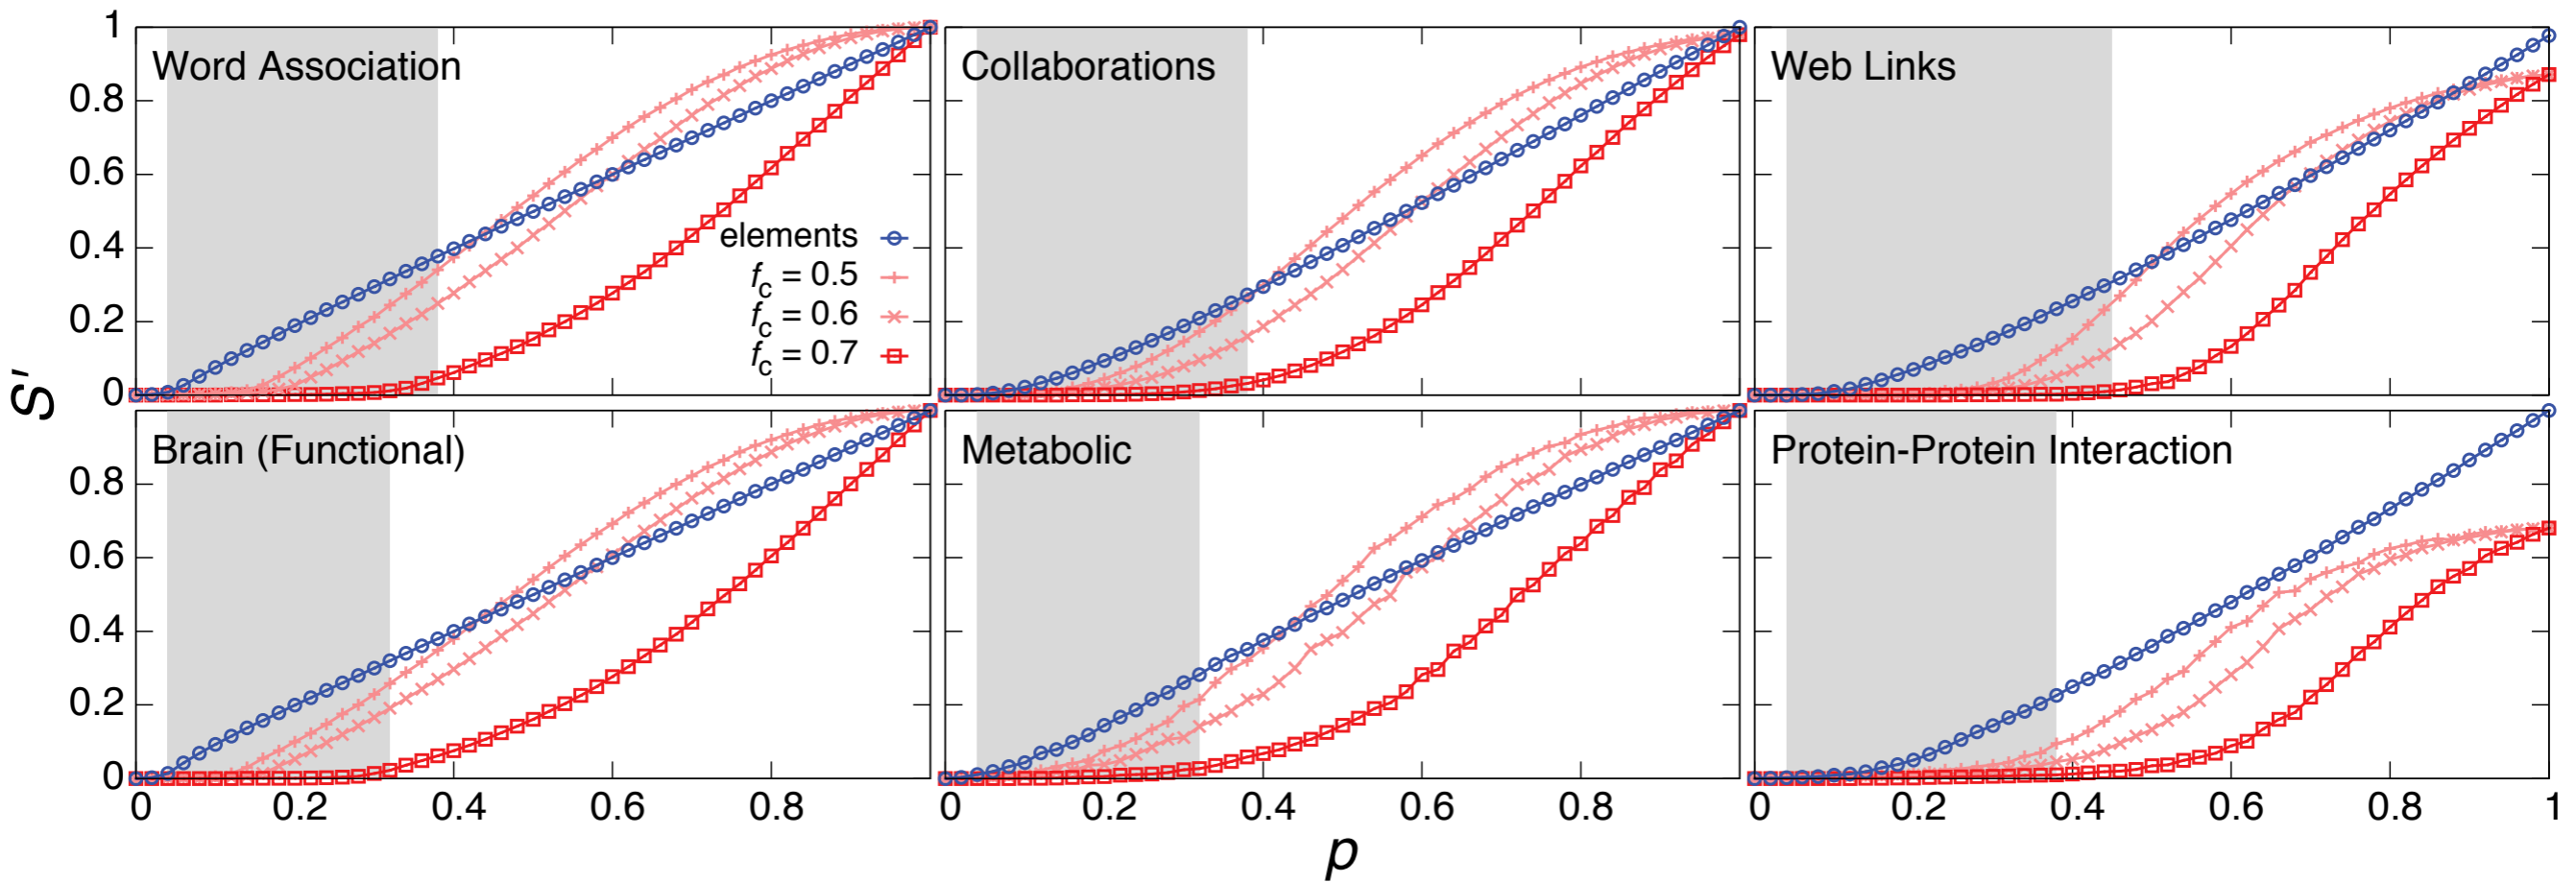 S'
1
0.8
0.6
0.4
0.2
0
Word Association
elements
fc = 0.5
fc = 0.6
fc = 0.7
Collaborations
Web Links
0.8
0.6
0.4
0.2
0
Brain (Functional)
Metabolic
Protein-Protein Interaction
0 0.2 0.4 0.6 0.8 0 0.2 0.4 0.6 0.8 0 0.2 0.4 0.6 0.8 1
p